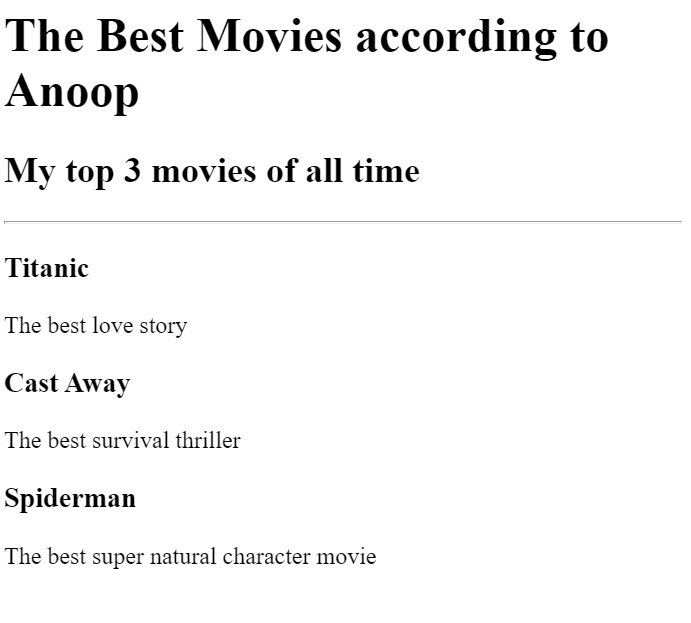 The Best Movies according to
Anoop
My top 3 movies of all time
Titanic
The best love story
Cast Away
The best survival thriller
Spiderman
The best super natural character movie